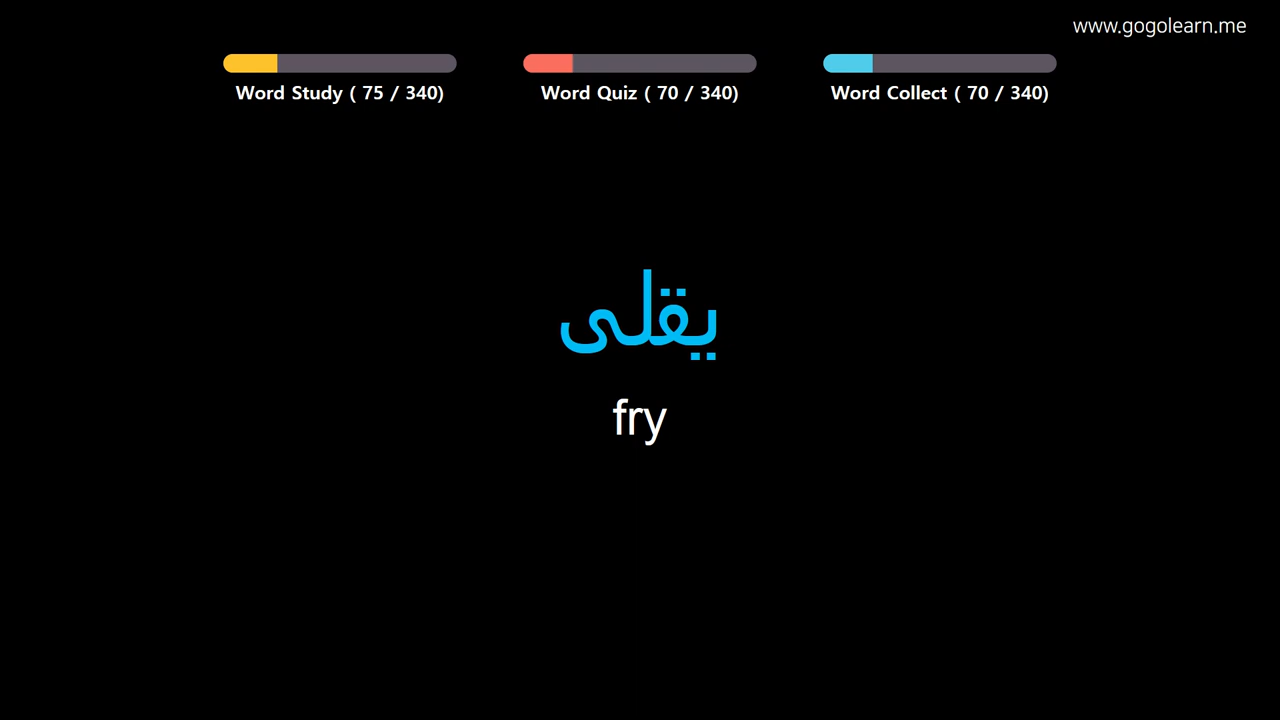 www.gogolearn.me
Word Study ( 75 / 340)
Word Quiz ( 70 / 340)
Word Collect ( 70 / 340)
يقلى
fry